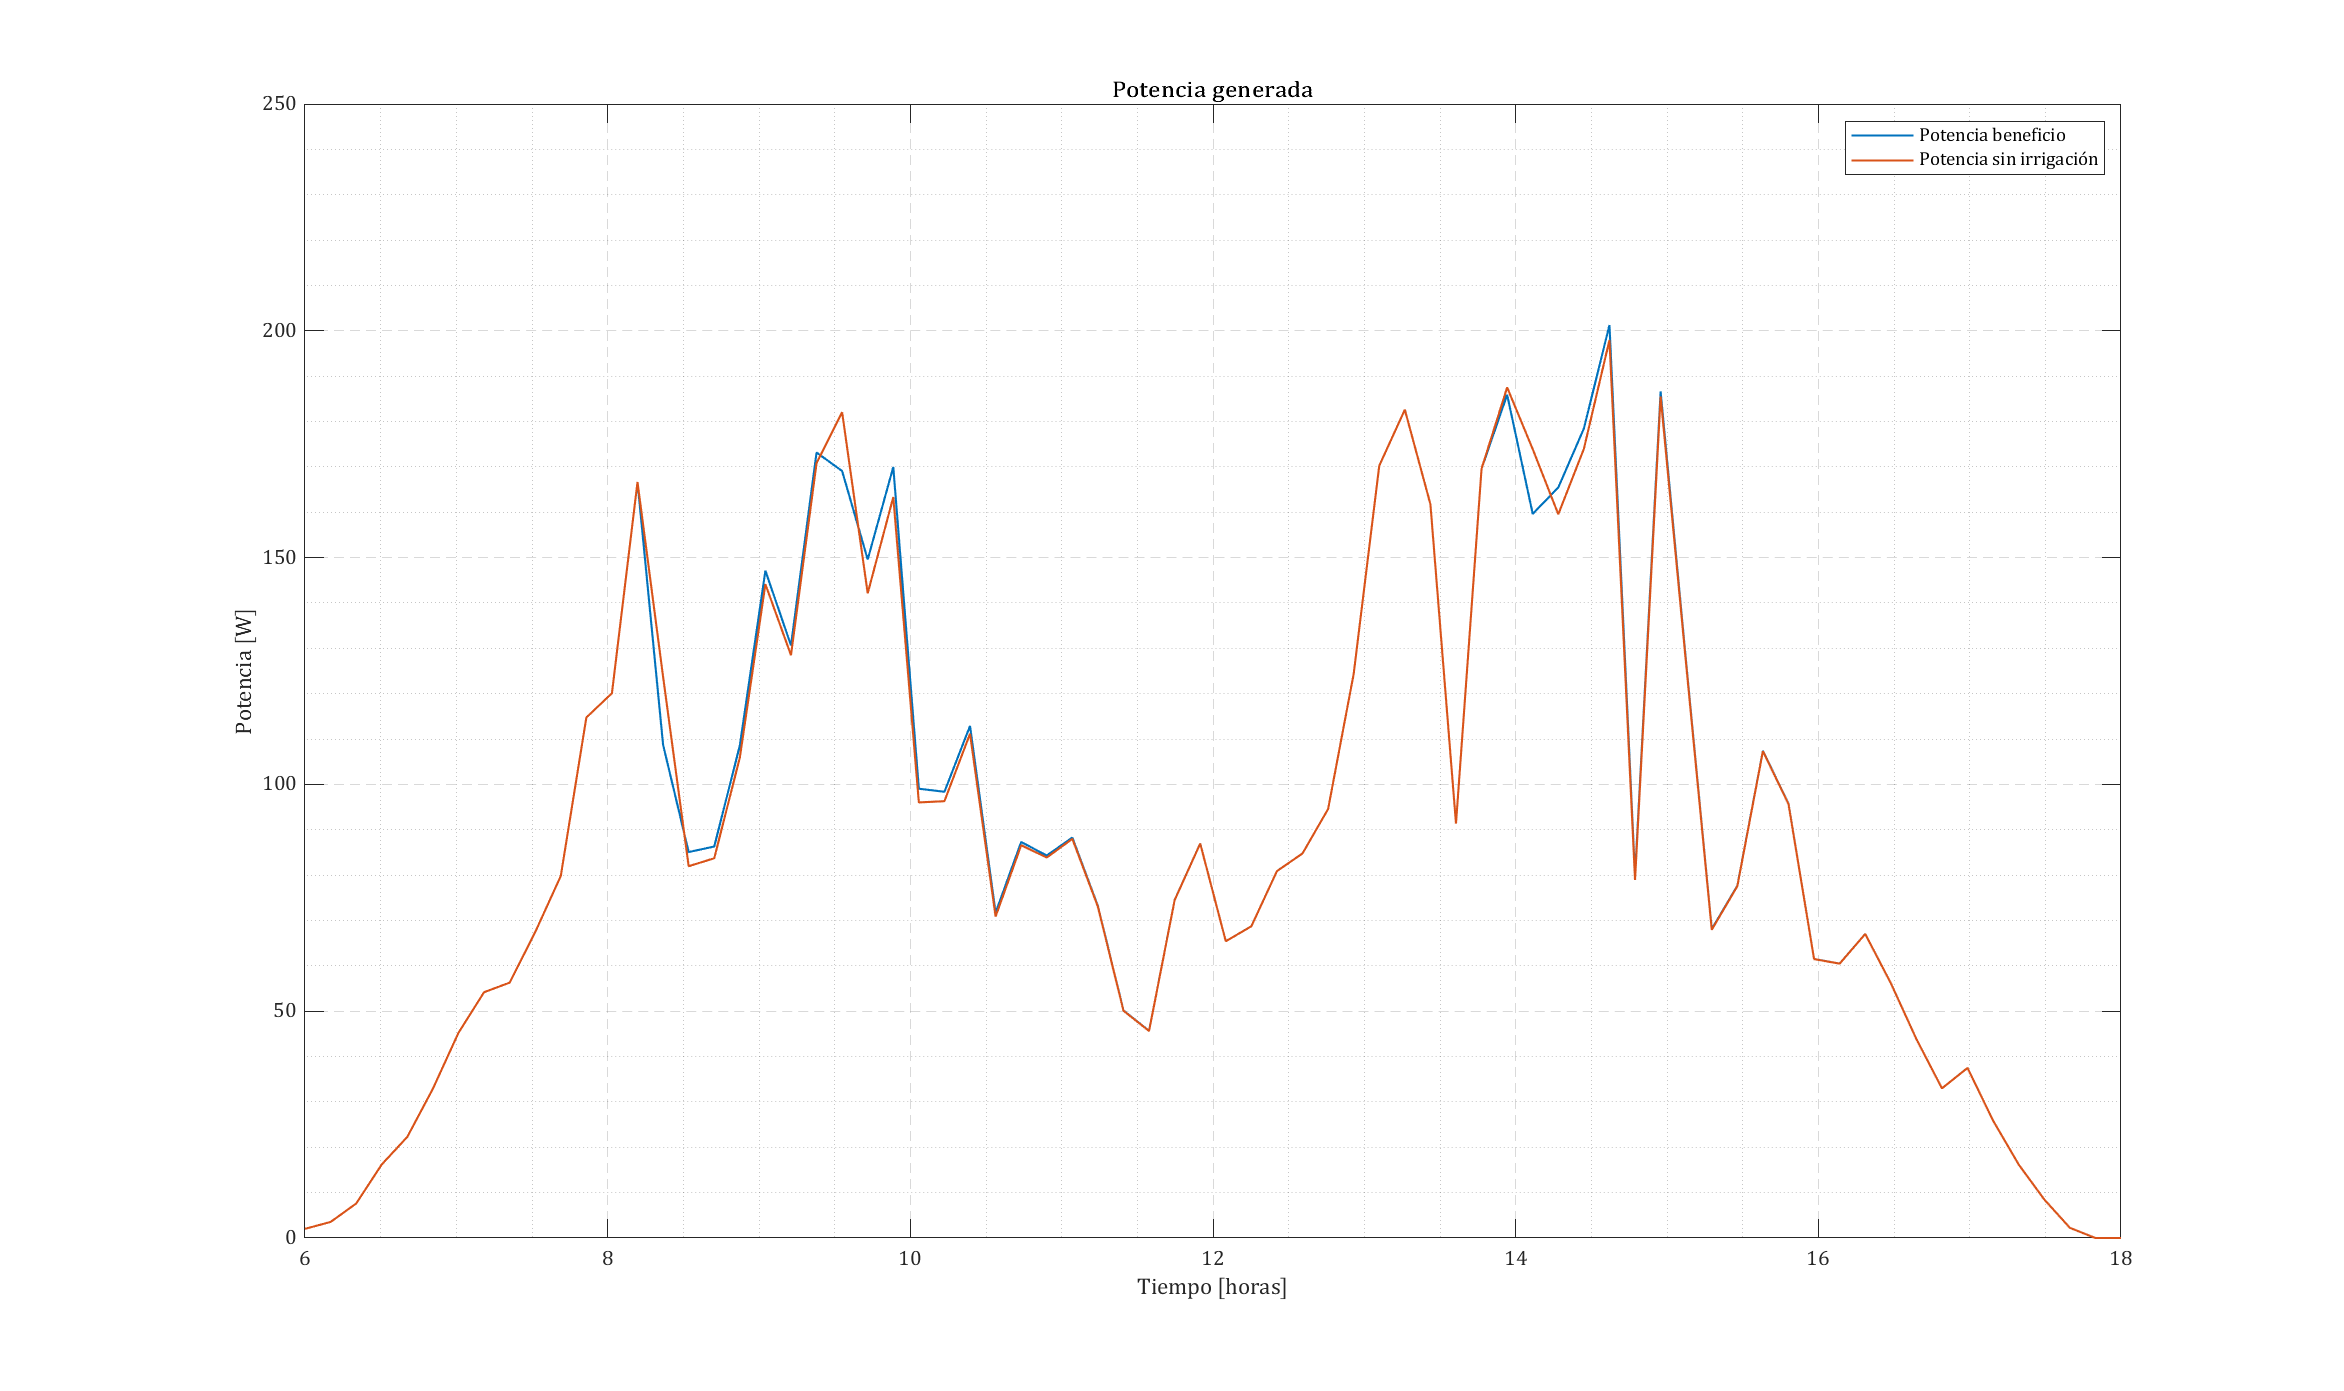 Potencia generada
250
200
150
100
50
0
Potencia [W]
Potencia beneficio
Potencia sin irrigación
6 8 10 12 14 16 18
Tiempo [horas]